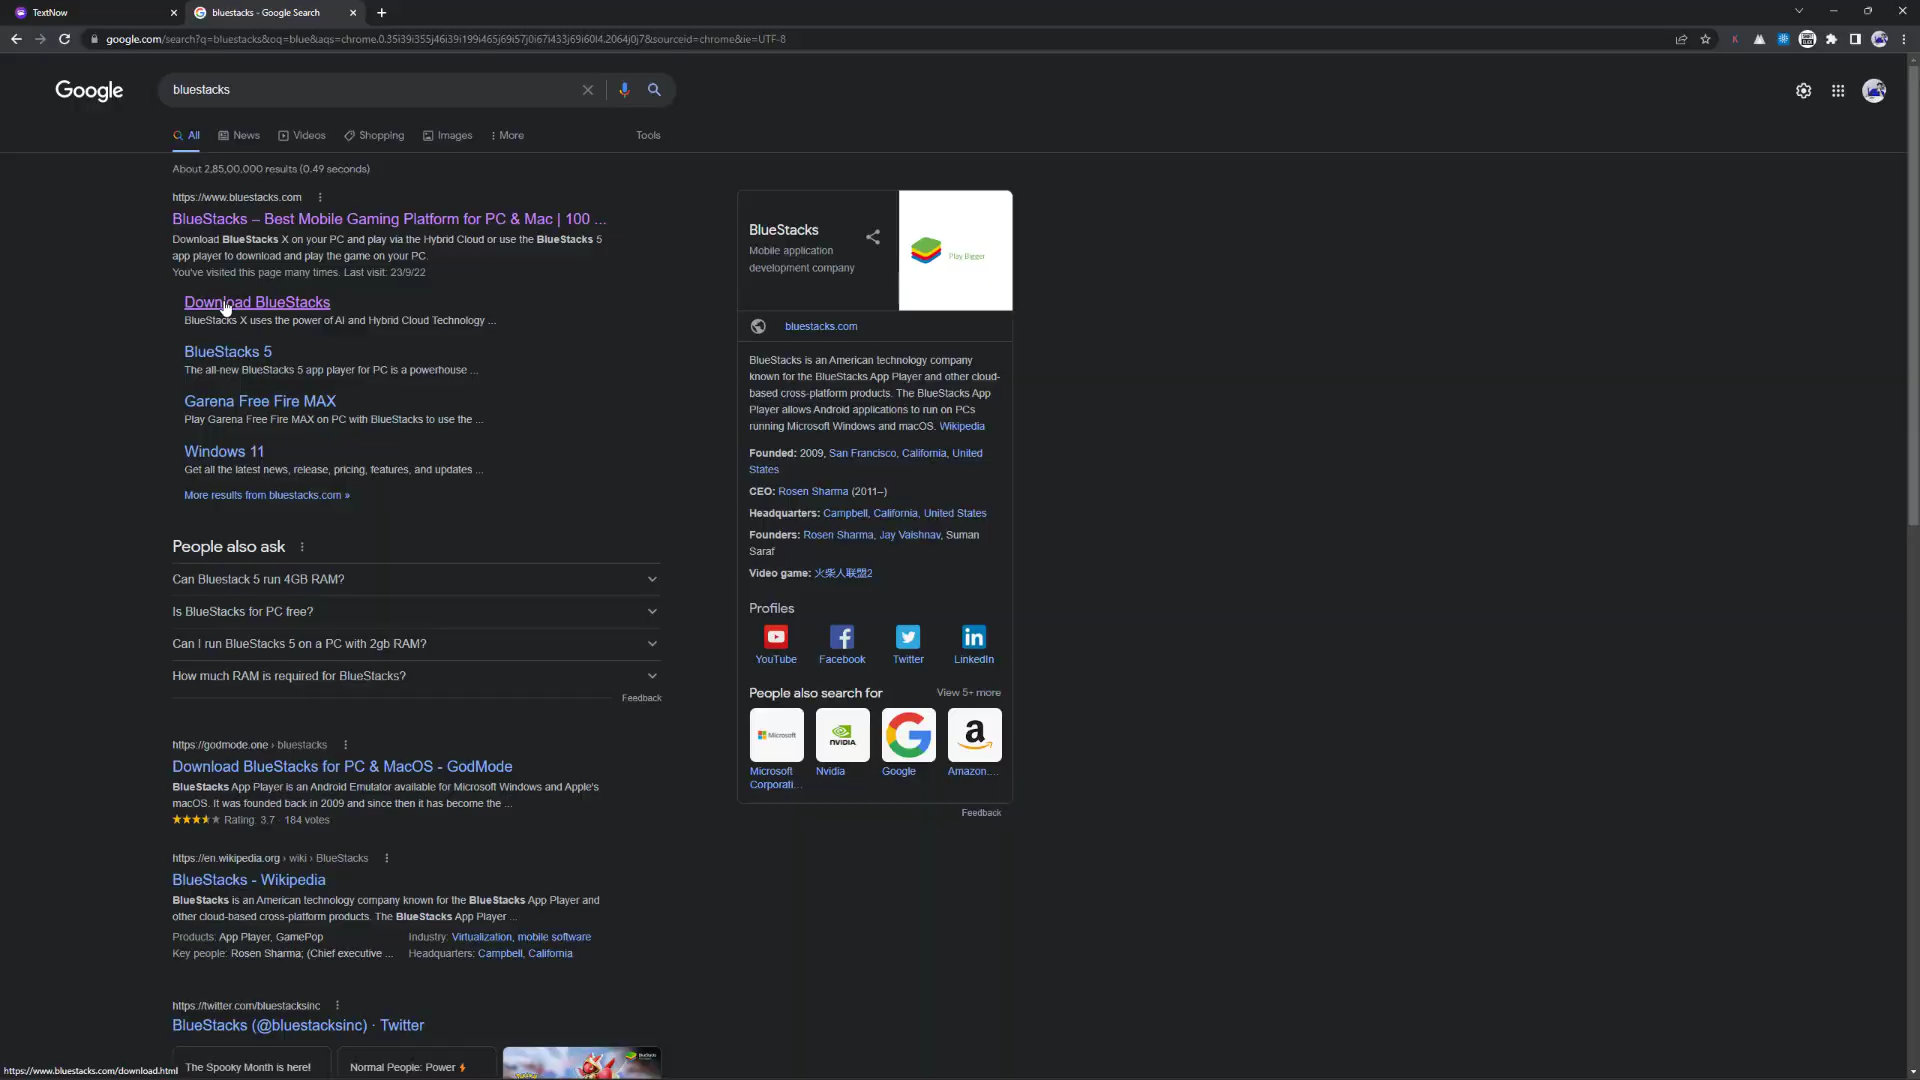 TextNow
bluestacks - Google Search
google.com/search?q=bluestacks&oq=blue&aqs=chrome.0.35i39i355j46i39i199i465j69i57j0i67i433j69i60l4.2064j0j7&sourceid=chrome&ie=UTF-8
Google
bluestacks
All
News
Videos
Shopping
Images
More
Tools
About 2,85,00,000 results (0.49 seconds)
https://www.bluestacks.com
BlueStacks – Best Mobile Gaming Platform for PC & Mac | 100 ...
Download BlueStacks X on your PC and play via the Hybrid Cloud or use the BlueStacks 5
app player to download and play the game on your PC.
You've visited this page many times. Last visit: 23/9/22
Download BlueStacks
BlueStacks X uses the power of AI and Hybrid Cloud Technology ...
BlueStacks 5
The all-new BlueStacks 5 app player for PC is a powerhouse ...
Garena Free Fire MAX
Play Garena Free Fire MAX on PC with BlueStacks to use the ...
Windows 11
Get all the latest news, release, pricing, features, and updates ...
More results from bluestacks.com »
People also ask
Can Bluestack 5 run 4GB RAM?
Is BlueStacks for PC free?
Can I run BlueStacks 5 on a PC with 2gb RAM?
How much RAM is required for BlueStacks?
Feedback
https://godmode.one › bluestacks
Download BlueStacks for PC & MacOS - GodMode
BlueStacks App Player is an Android Emulator available for Microsoft Windows and Apple's
macOS. It was founded back in 2009 and since then it has become the ...
Rating: 3.7 · 184 votes
https://en.wikipedia.org › wiki › BlueStacks
BlueStacks - Wikipedia
BlueStacks is an American technology company known for the BlueStacks App Player and
other cloud-based cross-platform products. The BlueStacks App Player ...
Products: App Player, GamePop
Industry: Virtualization, mobile software
Key people: Rosen Sharma; (Chief executive ...
Headquarters: Campbell, California
https://twitter.com/bluestacksinc
BlueStacks (@bluestacksinc) · Twitter
The Spooky Month is here!
Normal People: Power
https://www.bluestacks.com/download.html
BlueStacks
Mobile application
development company
Play Bigger
bluestacks.com
BlueStacks is an American technology company
known for the BlueStacks App Player and other cloud-
based cross-platform products. The BlueStacks App
Player allows Android applications to run on PCs
running Microsoft Windows and macOS. Wikipedia
Founded: 2009, San Francisco, California, United
States
CEO: Rosen Sharma (2011–)
Headquarters: Campbell, California, United States
Founders: Rosen Sharma, Jay Vaishnav, Suman
Saraf
Video game: 火柴人联盟2
Profiles
YouTube
Facebook
Twitter
LinkedIn
People also search for
View 5+ more
Microsoft
NVIDIA
Microsoft
Corporati...
Nvidia
Google
Amazon....
Feedback